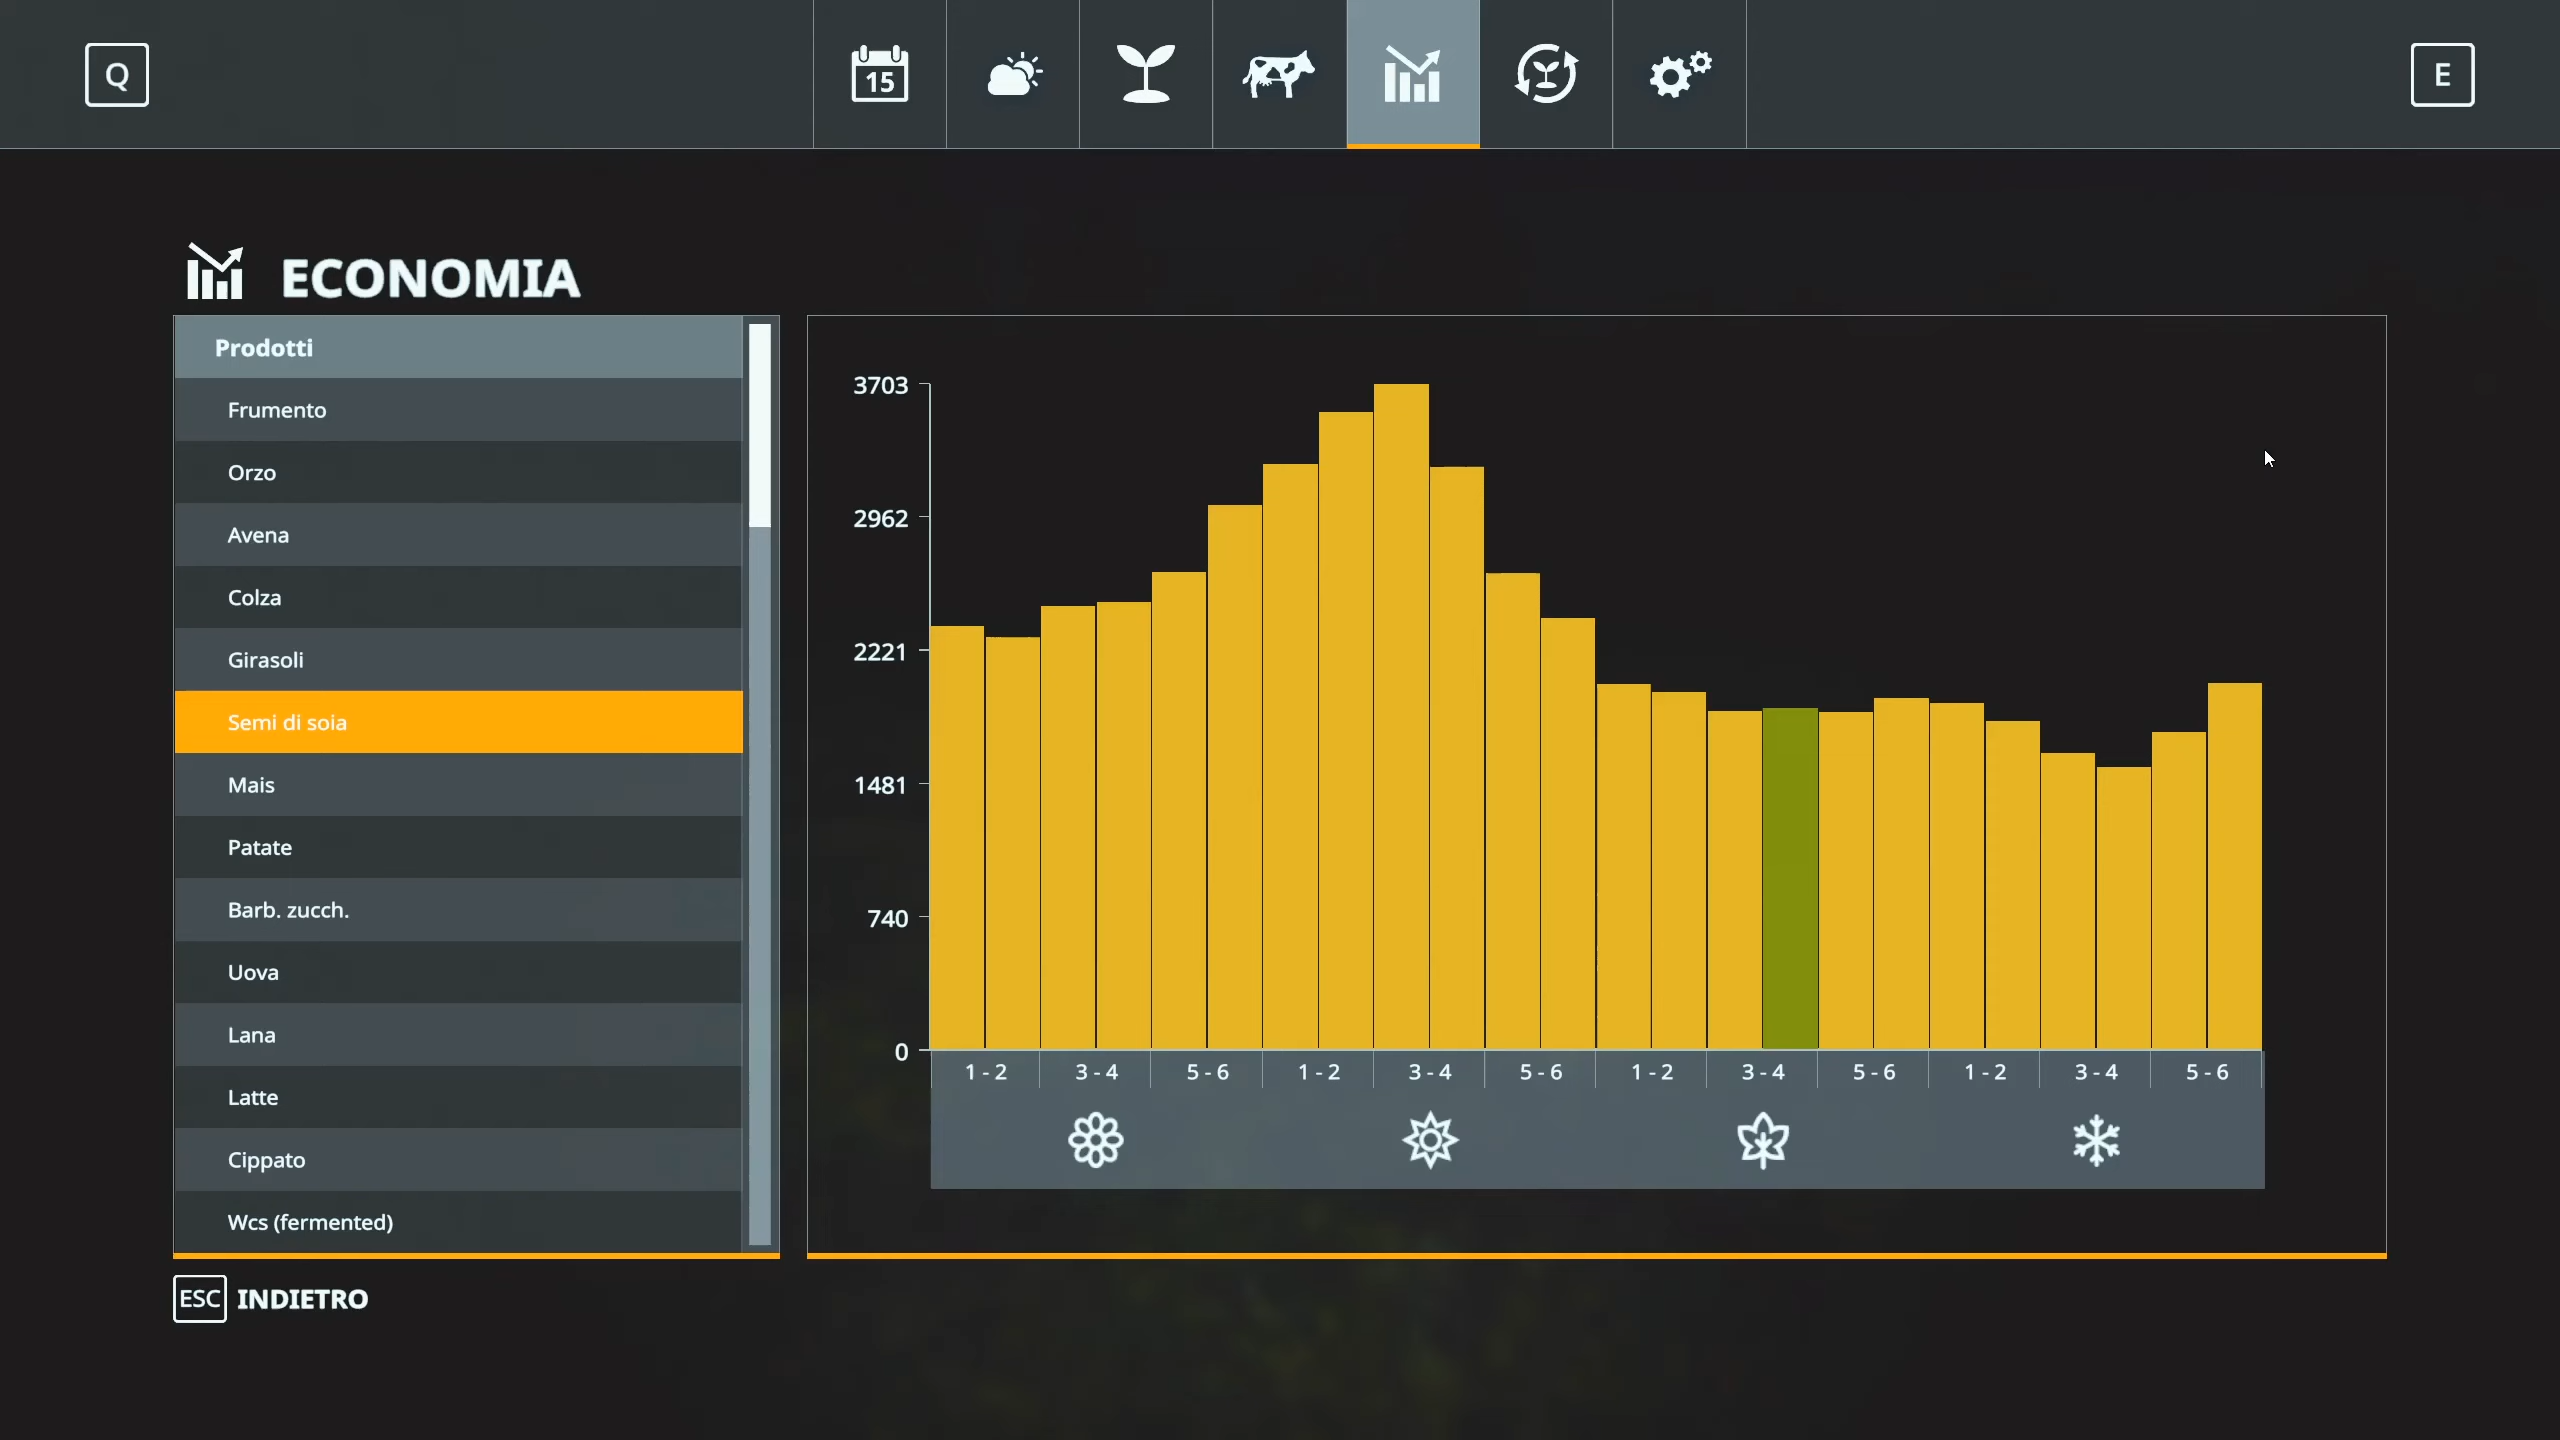 Q
15
E
ECONOMIA
Prodotti
Frumento
Orzo
Avena
Colza
Girasoli
Semi di soia
Mais
Patate
Barb. zucch.
Uova
Lana
Latte
Cippato
Wcs (fermented)
3703
2962
2221
1481
740
0
1 - 2 3 - 4 5 - 6 1 - 2 3 - 4 5 - 6 1 - 2 3 - 4 5 - 6 1 - 2 3 - 4 5 - 6
ESC INDIETRO